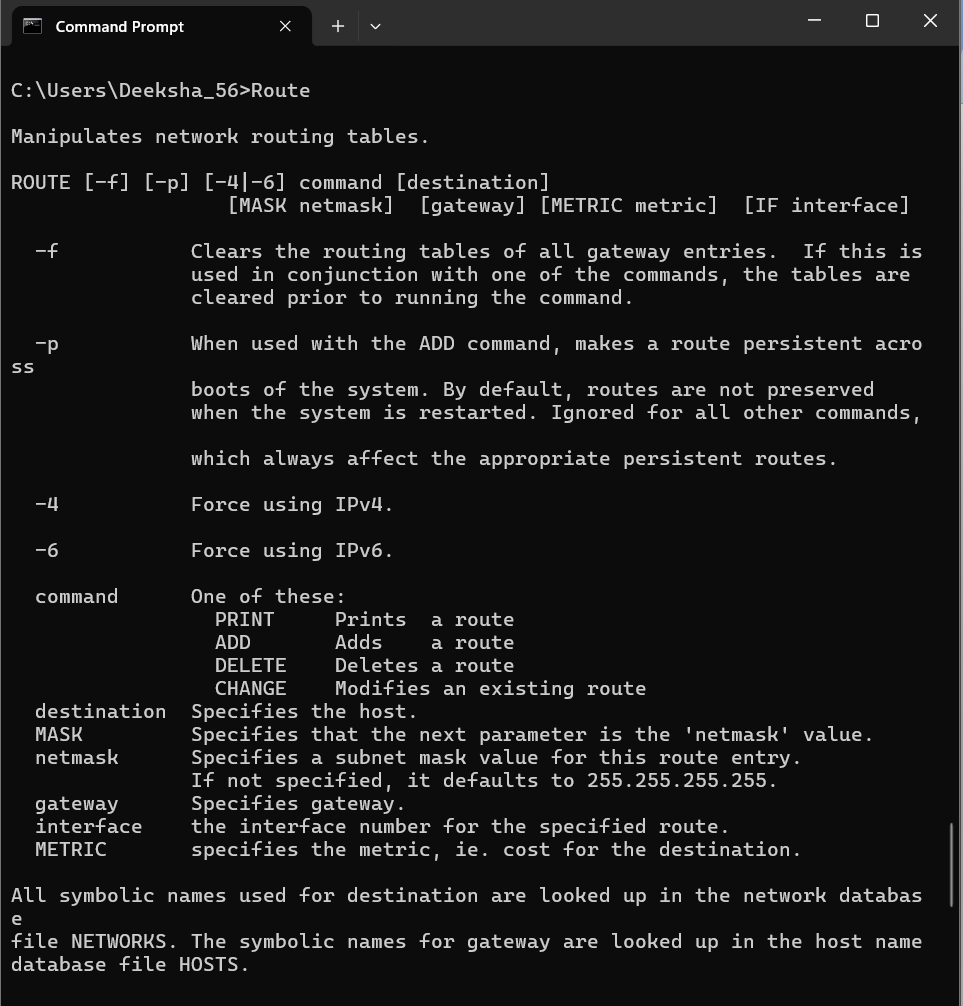 Command Prompt
C:\Users\Deeksha_56>Route
Manipulates network routing tables.
ROUTE [-f] [-p] [-4|-6] command [destination]
                  [MASK netmask]  [gateway] [METRIC metric]  [IF interface]
  -f           Clears the routing tables of all gateway entries.  If this is
               used in conjunction with one of the commands, the tables are
               cleared prior to running the command.
  -p           When used with the ADD command, makes a route persistent acro
ss
               boots of the system. By default, routes are not preserved
               when the system is restarted. Ignored for all other commands,
               which always affect the appropriate persistent routes.
  -4           Force using IPv4.
  -6           Force using IPv6.
  command      One of these:
                 PRINT     Prints  a route
                 ADD       Adds    a route
                 DELETE    Deletes a route
                 CHANGE    Modifies an existing route
  destination  Specifies the host.
  MASK         Specifies that the next parameter is the 'netmask' value.
  netmask      Specifies a subnet mask value for this route entry.
               If not specified, it defaults to 255.255.255.255.
  gateway      Specifies gateway.
  interface    the interface number for the specified route.
  METRIC       specifies the metric, ie. cost for the destination.
All symbolic names used for destination are looked up in the network databas
e
file NETWORKS. The symbolic names for gateway are looked up in the host name
database file HOSTS.